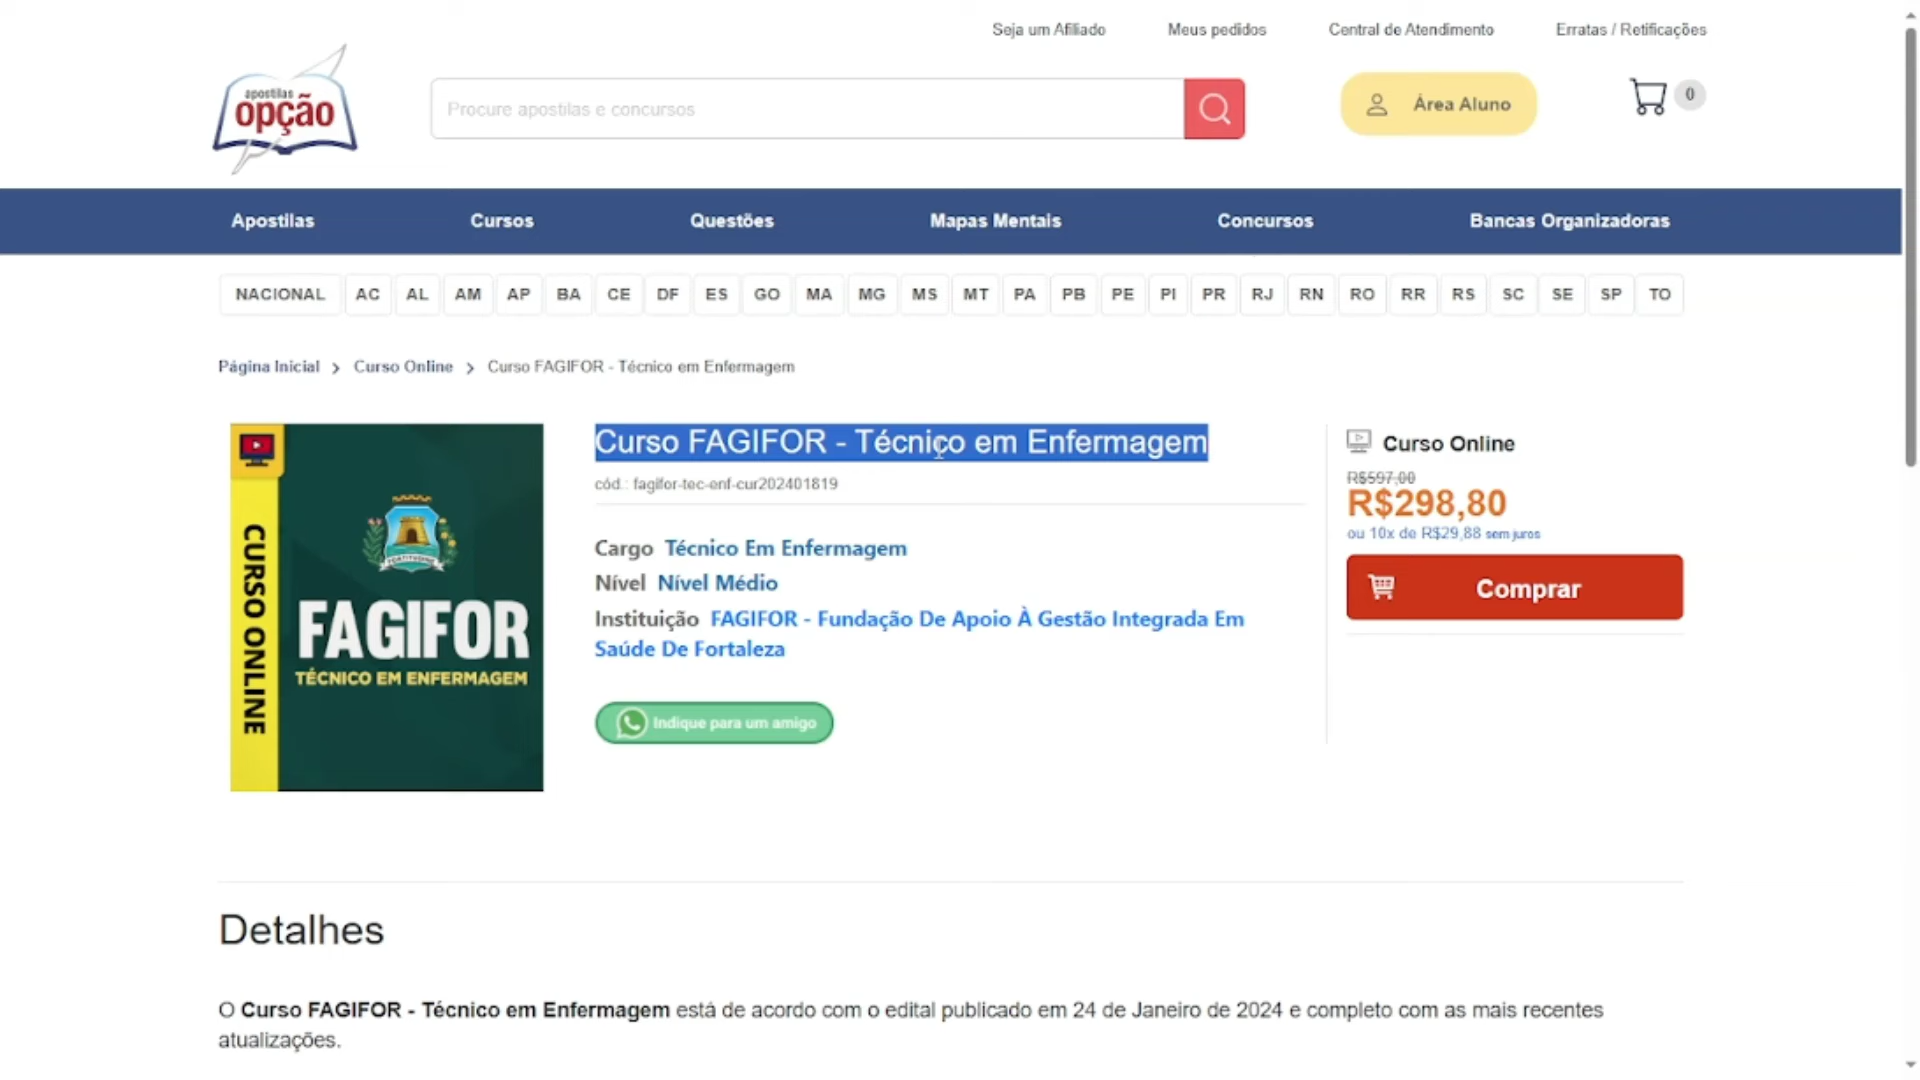 Seja um Afiliado
Meus pedidos
Central de Atendimento
Erratas / Retificações
apostilas
opção
Procure apostilas e concursos
Área Aluno
0
Apostilas
Cursos
Questões
Mapas Mentais
Concursos
Bancas Organizadoras
NACIONAL AC AL AM AP BA CE DF ES GO MA MG MS MT PA PB PE PI PR RJ RN RO RR RS SC SE SP TO
Página Inicial > Curso Online > Curso FAGIFOR - Técnico em Enfermagem
CURSO ONLINE
FORTITUDINE
FAGIFOR
TÉCNICO EM ENFERMAGEM
Curso FAGIFOR - Técnico em Enfermagem
cód.: fagifor-tec-enf-cur202401819
Cargo Técnico Em Enfermagem
Nível Nível Médio
Instituição FAGIFOR - Fundação De Apoio À Gestão Integrada Em
Saúde De Fortaleza
Indique para um amigo
Curso Online
R$597,00
R$298,80
ou 10x de R$29,88 sem juros
Comprar
Detalhes
O Curso FAGIFOR - Técnico em Enfermagem está de acordo com o edital publicado em 24 de Janeiro de 2024 e completo com as mais recentes
atualizações.